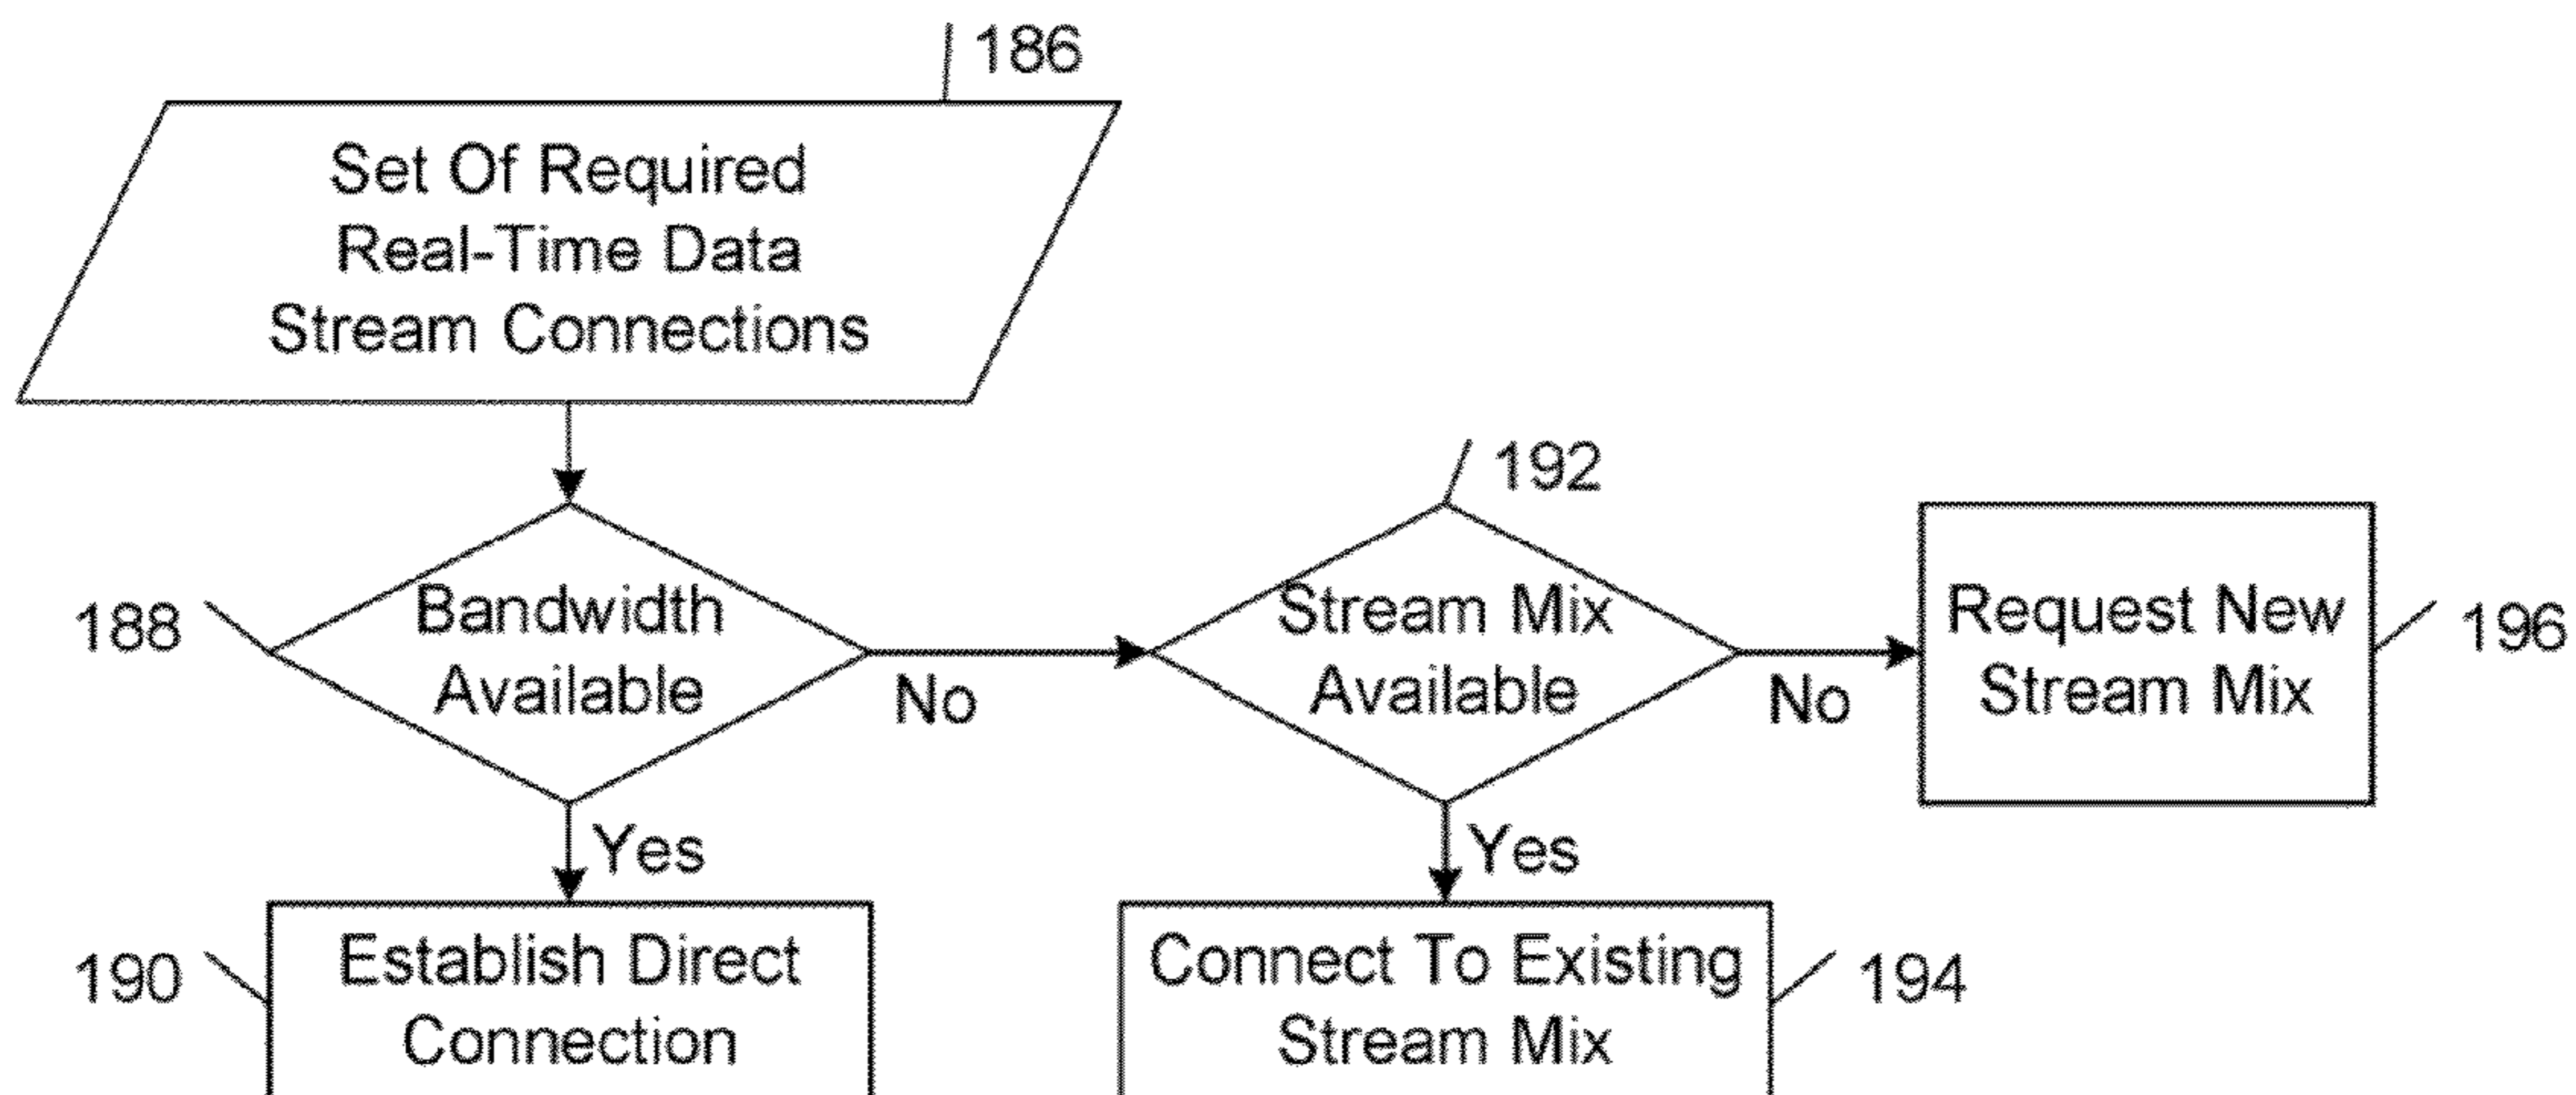 186
Set Of Required
Real-Time Data
Stream Connections
192
188
Bandwidth
Available
No
Stream Mix
Available
No
Request New
Stream Mix
196
Yes
Yes
190
Establish Direct
Connection
Connect To Existing
Stream Mix
194